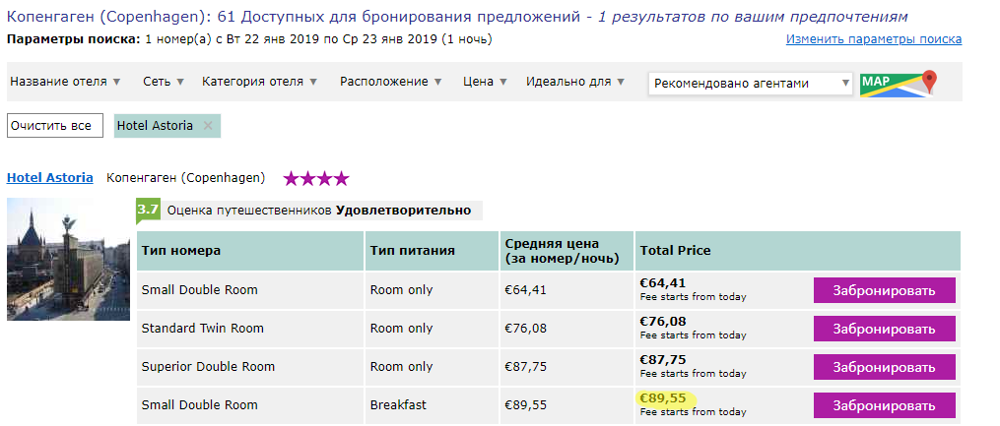 Копенгаген (Copenhagen): 61 Доступных для бронирования предложений - 1 результатов по вашим предпочтениям
Параметры поиска: 1 номер(а) с Вт 22 янв 2019 по Ср 23 янв 2019 (1 ночь) Изменить параметры поиска
Название отеля Сеть Категория отеля Расположение Цена Идеально для Рекомендовано агентами MAP
Очистить все Hotel Astoria ×
Hotel Astoria Копенгаген (Copenhagen)
3.7 Оценка путешественников Удовлетворительно
Тип номера Тип питания Средняя цена (за номер/ночь) Total Price
Small Double Room Room only €64,41 €64,41 Забронировать
Fee starts from today
Standard Twin Room Room only €76,08 €76,08 Забронировать
Fee starts from today
Superior Double Room Room only €87,75 €87,75 Забронировать
Fee starts from today
Small Double Room Breakfast €89,55 €89,55 Забронировать
Fee starts from today